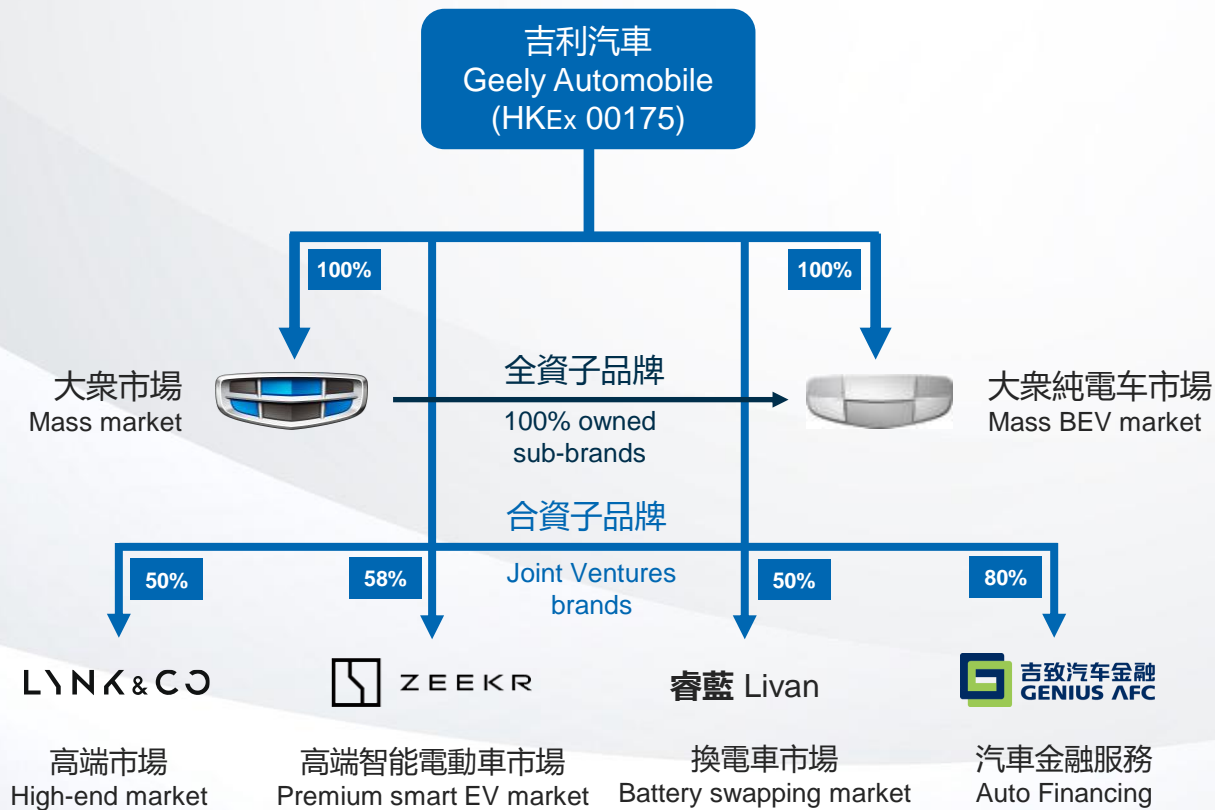 吉利汽車
Geely Automobile
(HKEx 00175)
100%
100%
大衆市場
Mass market
全資子品牌
100% owned
sub-brands
大衆純電车市場
Mass BEV market
合資子品牌
Joint Ventures
brands
50%
58%
50%
80%
LYNK & CO
ZEEKR
睿藍 Livan
吉致汽车金融
GENIUS AFC
高端市場
High-end market
高端智能電動車市場
Premium smart EV market
換電車市場
Battery swapping market
汽車金融服務
Auto Financing